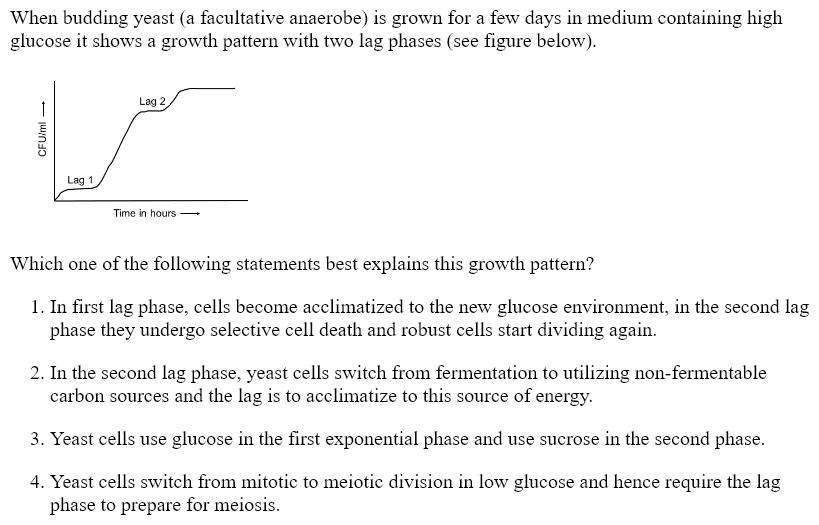 When budding yeast (a facultative anaerobe) is grown for a few days in medium containing high
glucose it shows a growth pattern with two lag phases (see figure below).
Lag 2
CFU/ml
Lag 1
Time in hours
Which one of the following statements best explains this growth pattern?
1. In first lag phase, cells become acclimatized to the new glucose environment, in the second lag
phase they undergo selective cell death and robust cells start dividing again.
2. In the second lag phase, yeast cells switch from fermentation to utilizing non-fermentable
carbon sources and the lag is to acclimatize to this source of energy.
3. Yeast cells use glucose in the first exponential phase and use sucrose in the second phase.
4. Yeast cells switch from mitotic to meiotic division in low glucose and hence require the lag
phase to prepare for meiosis.